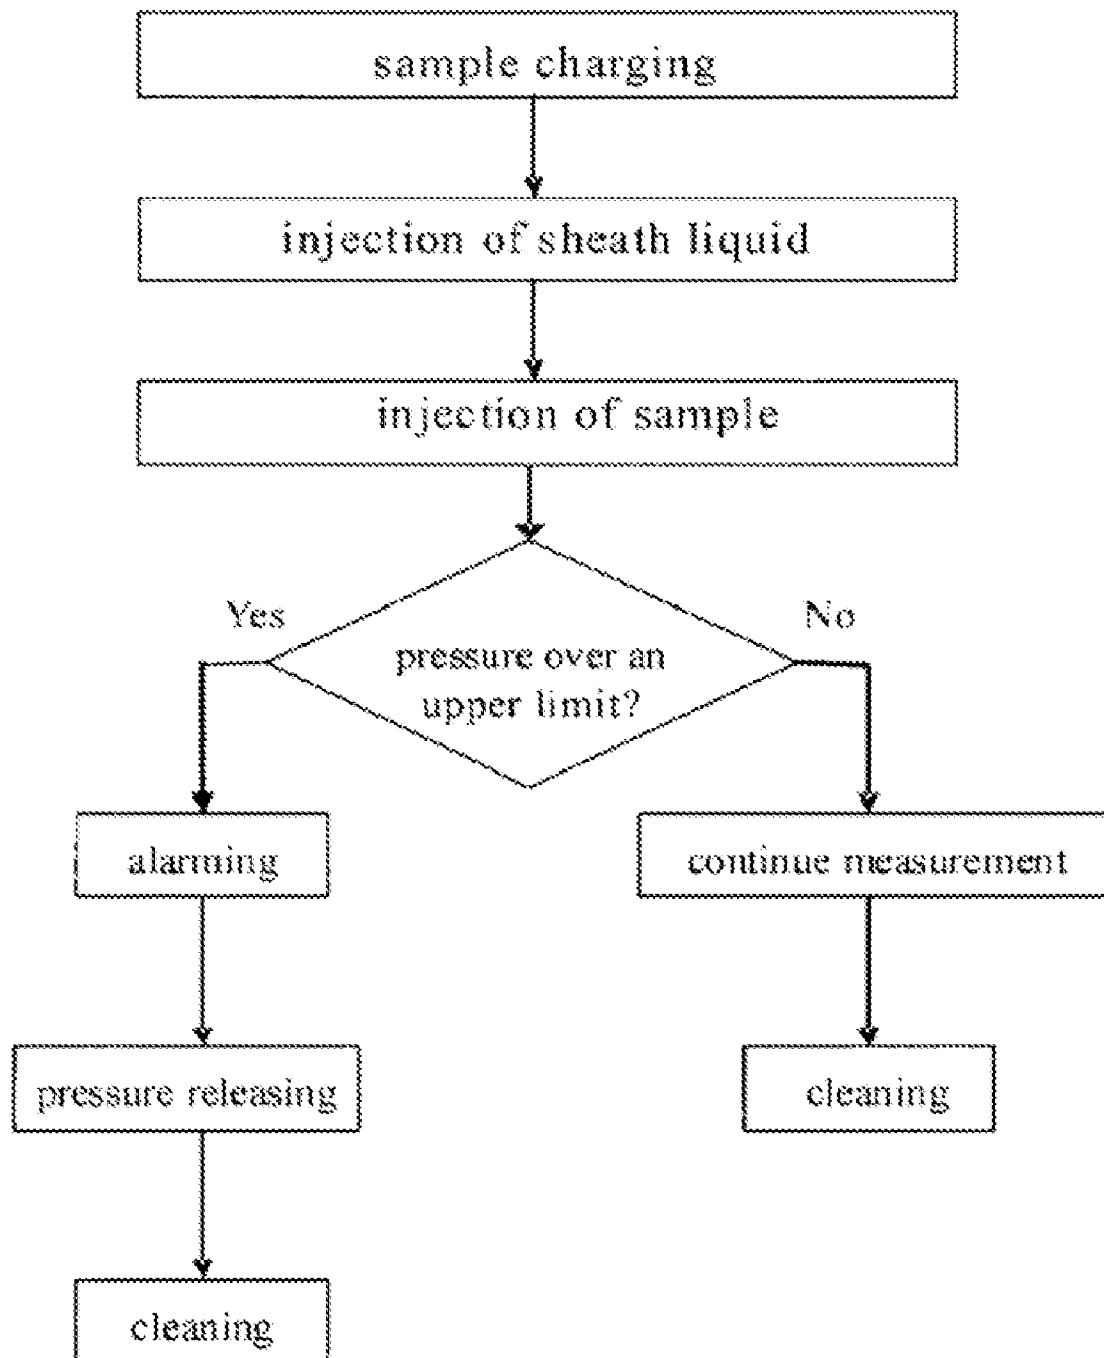 sample charging
injection of sheath liquid
injection of sample
Yes
No
pressure over an
upper limit?
alarming
continue measurement
pressure releasing
cleaning
cleaning